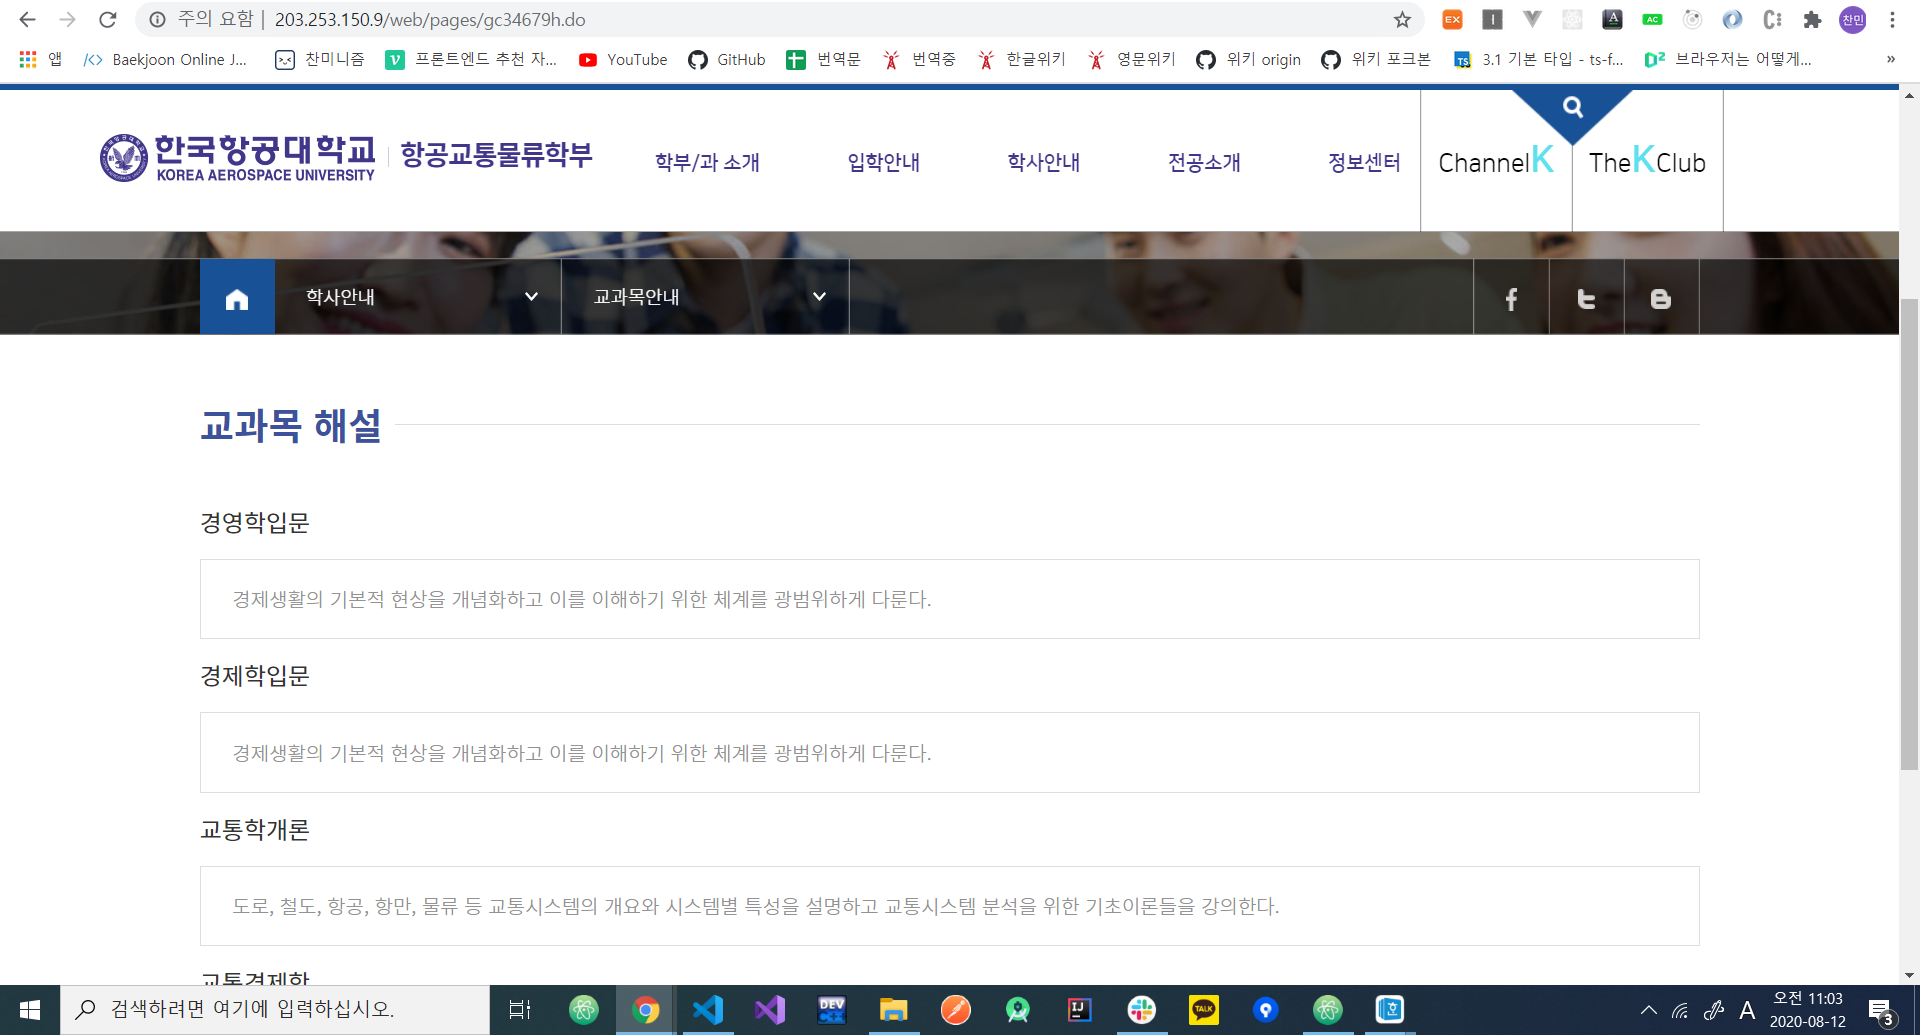 주의 요함 | 203.253.150.9/web/pages/gc34679h.do
EX I A AC 찬민
앱 Baekjoon Online J... 찬미니즘 프론트엔드 추천 자... YouTube GitHub 번역문 번역중 한글위키 영문위키 위키 origin 위키 포크본 TS 3.1 기본 타입 - ts-f... 브라우저는 어떻게... »
한국항공대학교 항공교통물류학부
KOREA AEROSPACE UNIVERSITY
학부/과 소개 입학안내 학사안내 전공소개 정보센터 ChannelK TheKClub
학사안내 교과목안내
교과목 해설
경영학입문
경제생활의 기본적 현상을 개념화하고 이를 이해하기 위한 체계를 광범위하게 다룬다.
경제학입문
경제생활의 기본적 현상을 개념화하고 이를 이해하기 위한 체계를 광범위하게 다룬다.
교통학개론
도로, 철도, 항공, 항만, 물류 등 교통시스템의 개요와 시스템별 특성을 설명하고 교통시스템 분석을 위한 기초이론들을 강의한다.
교통경제학
검색하려면 여기에 입력하십시오.
DEV C++ IJ TALK
A 오전 11:03
2020-08-12
3